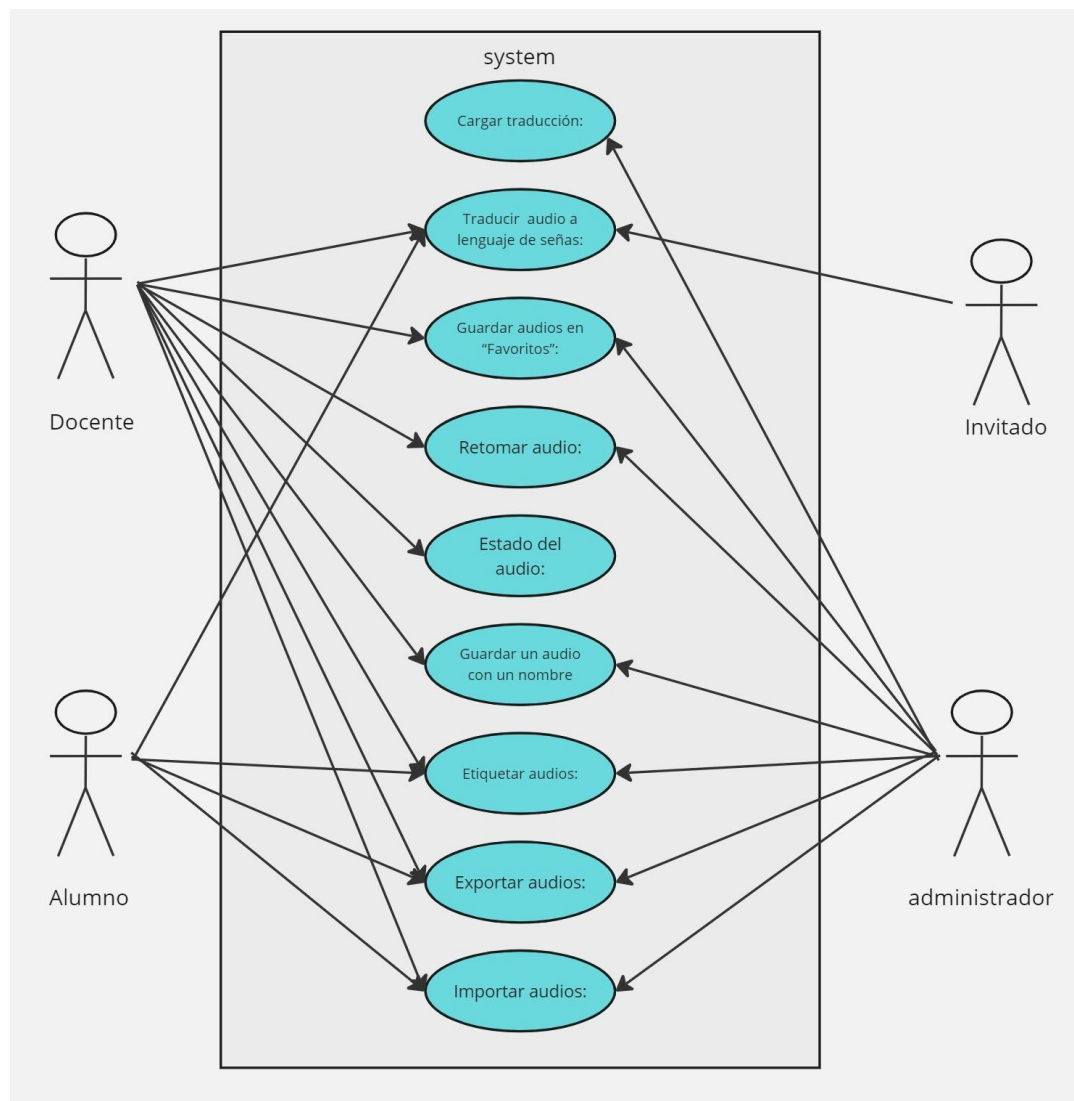 system
Cargar traducción:
Traducir audio a
lenguaje de señas:
Guardar audios en
“Favoritos”:
Docente
Invitado
Retomar audio:
Estado del
audio:
Guardar un audio
con un nombre
Etiquetar audios:
Exportar audios:
Alumno
administrador
Importar audios: